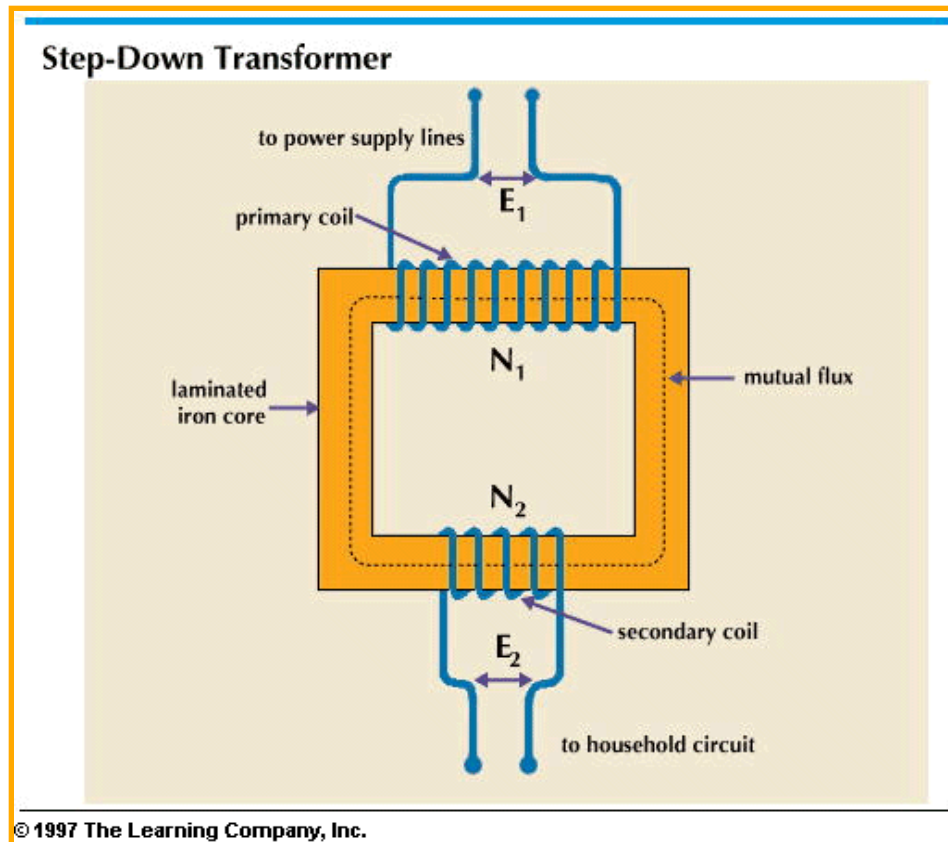 Step-Down Transformer
to power supply lines
E₁
primary coil
N₁
mutual flux
laminated
iron core
N₂
secondary coil
E₂
to household circuit
© 1997 The Learning Company, Inc.